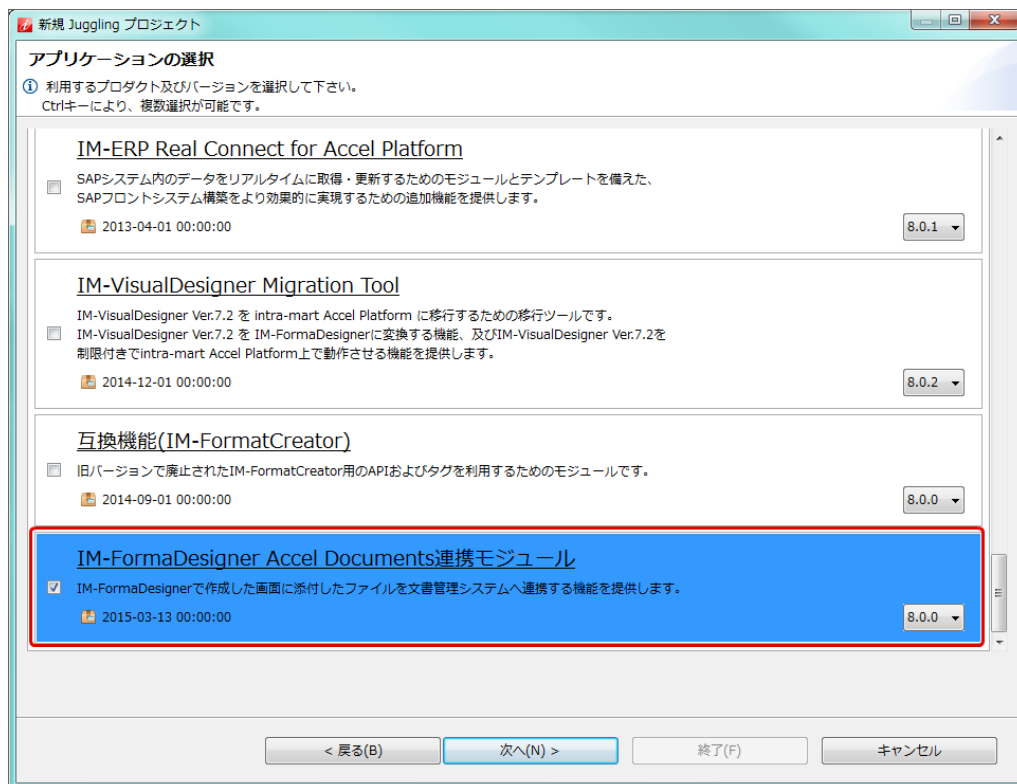 新規 Juggling プロジェクト
アプリケーションの選択
利用するプロダクト及びバージョンを選択して下さい。
Ctrlキーにより、複数選択が可能です。
IM-ERP Real Connect for Accel Platform
SAPシステム内のデータをリアルタイムに取得・更新するためのモジュールとテンプレートを備えた、
SAPフロントシステム構築をより効果的に実現するための追加機能を提供します。
2013-04-01 00:00:00
8.0.1
IM-VisualDesigner Migration Tool
IM-VisualDesigner Ver.7.2 を intra-mart Accel Platform に移行するための移行ツールです。
IM-VisualDesigner Ver.7.2 を IM-FormaDesignerに変換する機能、及びIM-VisualDesigner Ver.7.2を
制限付きでintra-mart Accel Platform上で動作させる機能を提供します。
2014-12-01 00:00:00
8.0.2
互換機能(IM-FormatCreator)
旧バージョンで廃止されたIM-FormatCreator用のAPIおよびタグを利用するためのモジュールです。
2014-09-01 00:00:00
8.0.0
IM-FormaDesigner Accel Documents連携モジュール
IM-FormaDesignerで作成した画面に添付したファイルを文書管理システムへ連携する機能を提供します。
2015-03-13 00:00:00
8.0.0
< 戻る(B)
次へ(N) >
終了(F)
キャンセル